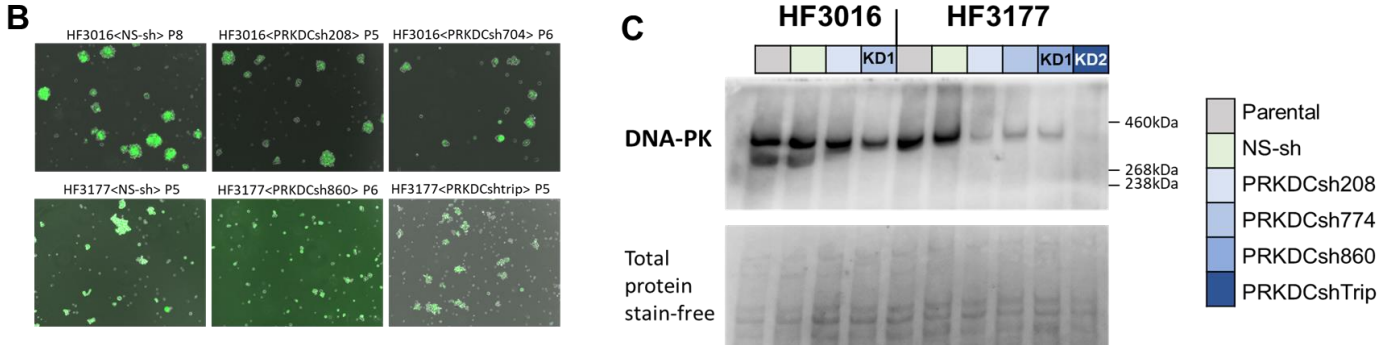 B
HF3016<NS-sh> P8
HF3016<PRKDCsh208> P5
HF3016<PRKDCsh704> P6
HF3177<NS-sh> P5
HF3177<PRKDCsh860> P6
HF3177<PRKDCshtrip> P5
C
HF3016
HF3177
KD1
KD1
KD2
DNA-PK
460kDa
268kDa
238kDa
Total
protein
stain-free
Parental
NS-sh
PRKDCsh208
PRKDCsh774
PRKDCsh860
PRKDCshTrip